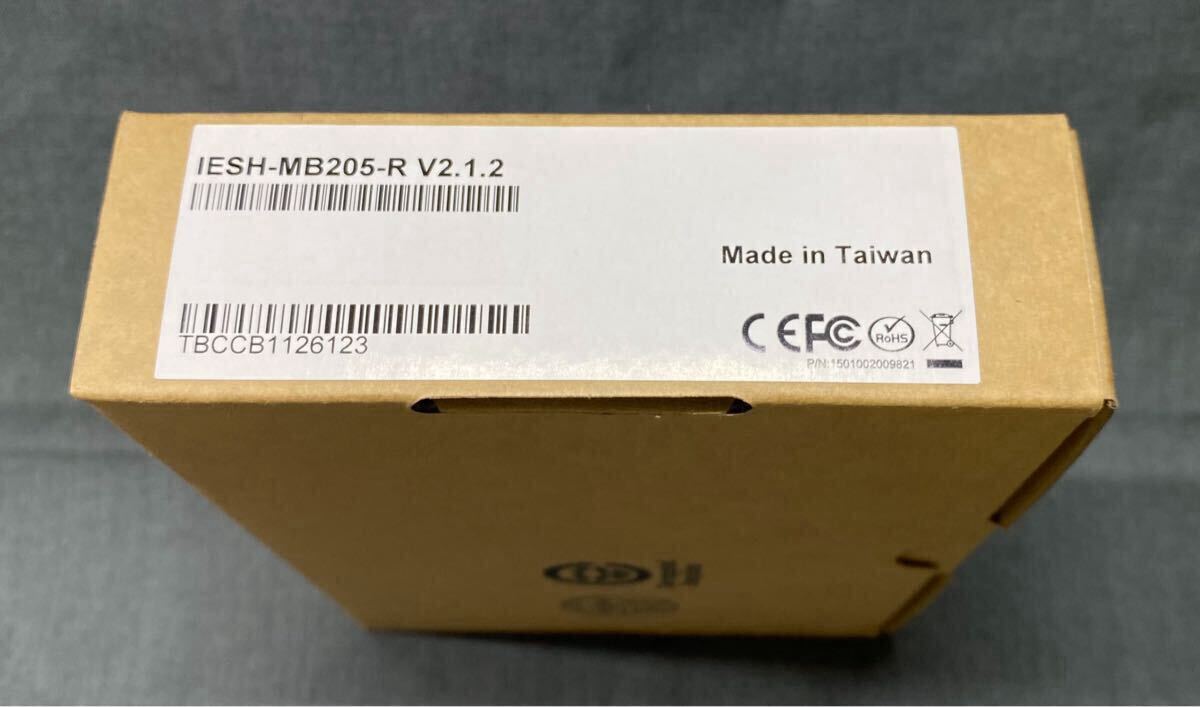 IESH-MB205-R V2.1.2
Made in Taiwan
TBCCB1126123
CE FC RoHS
P/N:1501002009821